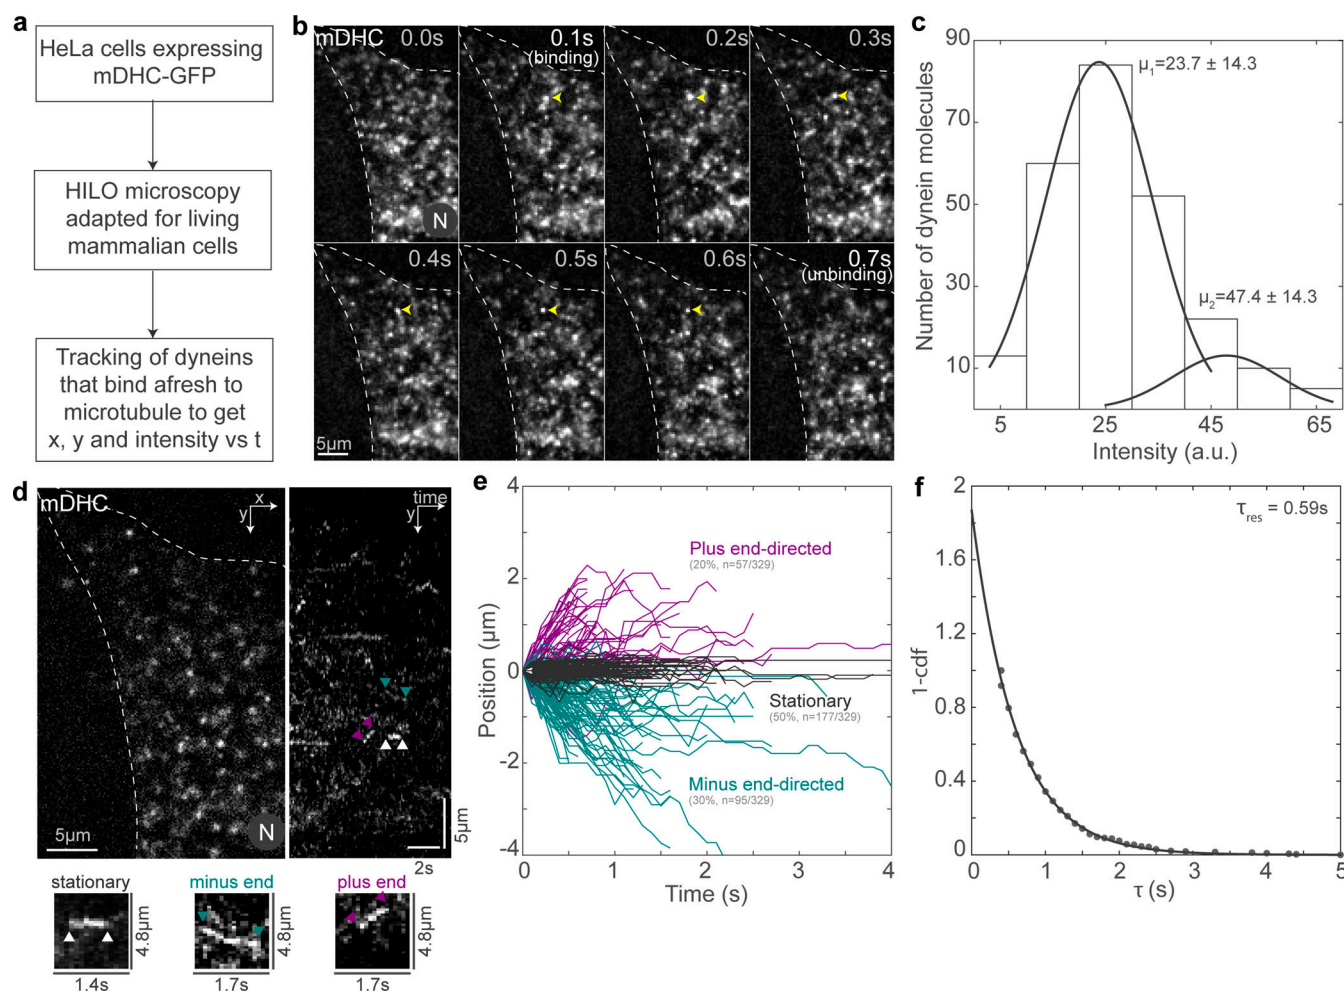 a
HeLa cells expressing
mDHC-GFP
HILO microscopy
adapted for living
mammalian cells
Tracking of dyneins
that bind afresh to
microtubule to get
x, y and intensity vs t
b
mDHC
0.0s
0.1s
(binding)
0.2s
0.3s
N
0.4s
0.5s
0.6s
0.7s
(unbinding)
5µm
c
Number of dynein molecules
90
70
50
30
10
µ1=23.7 ± 14.3
µ2=47.4 ± 14.3
5
25
45
65
Intensity (a.u.)
d
mDHC
x
y
time
y
N
5µm
5µm
2s
stationary
minus end
plus end
4.8µm
4.8µm
4.8µm
1.4s
1.7s
1.7s
e
Position (µm)
4
2
0
-2
-4
Plus end-directed
(20%, n=57/329)
Stationary
(50%, n=177/329)
Minus end-directed
(30%, n=95/329)
0
1
2
3
4
Time (s)
f
1-cdf
2
1.6
1.2
0.8
0.4
0
τres = 0.59s
0
1
2
3
4
5
τ (s)